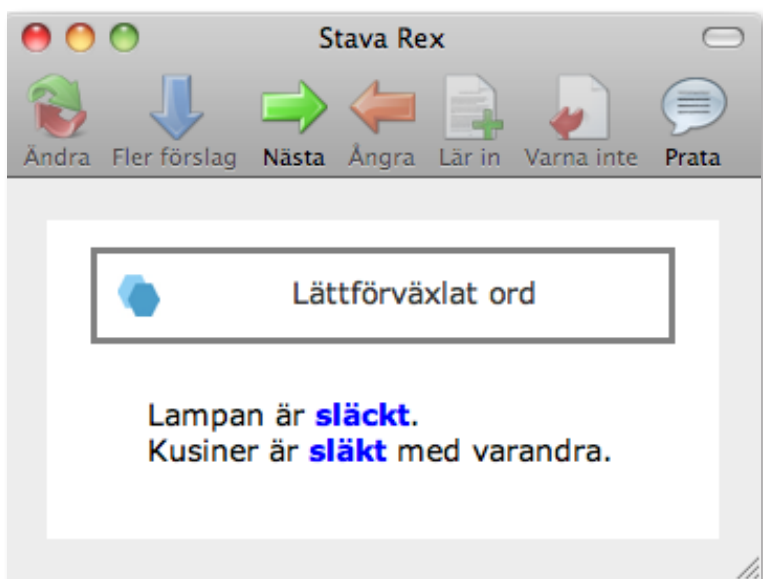 Stava Rex
Ändra Fler förslag Nästa Ångra Lär in Varna inte Prata
Lättförväxlat ord
Lampan är släckt.
Kusiner är släkt med varandra.